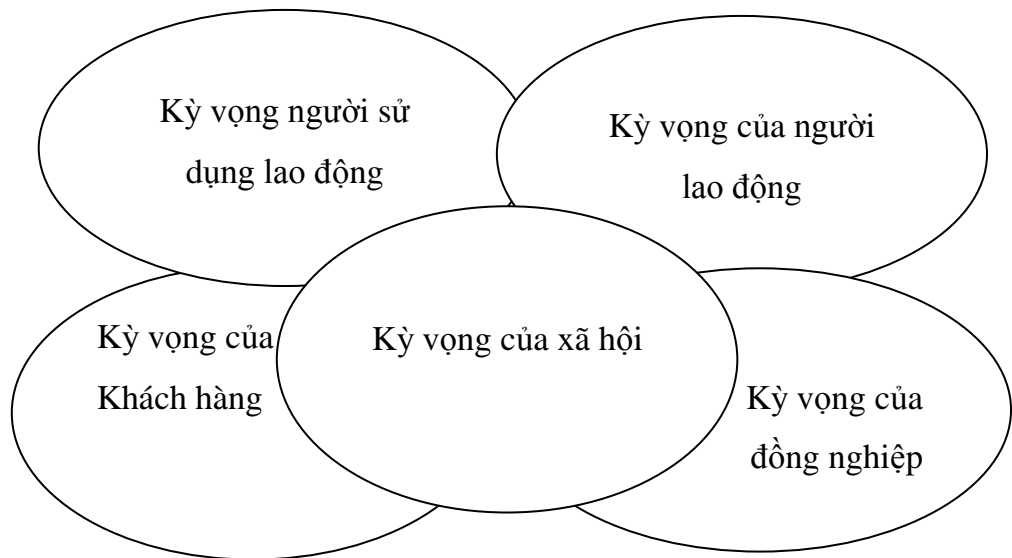 Kỳ vọng người sử
dụng lao động
Kỳ vọng của người
lao động
Kỳ vọng của
Khách hàng
Kỳ vọng của xã hội
Kỳ vọng của
đồng nghiệp